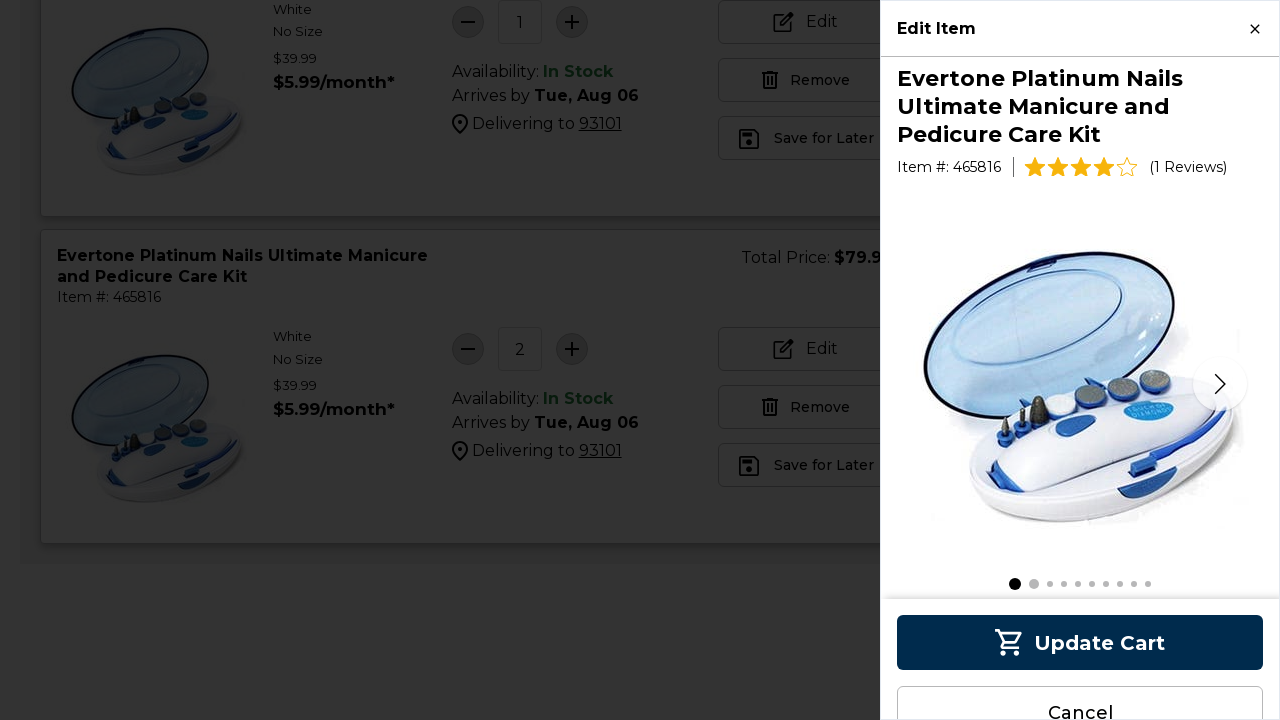 White
No Size
$39.99
$5.99/month*
1
Availability: In Stock
Arrives by Tue, Aug 06
Delivering to 93101
Edit
Remove
Save for Later
Evertone Platinum Nails Ultimate Manicure
and Pedicure Care Kit
Item #: 465816
Total Price: $79.9
White
No Size
$39.99
$5.99/month*
2
Availability: In Stock
Arrives by Tue, Aug 06
Delivering to 93101
Edit
Remove
Save for Later
Edit Item
Evertone Platinum Nails
Ultimate Manicure and
Pedicure Care Kit
Item #: 465816
(1 Reviews)
Update Cart
Cancel